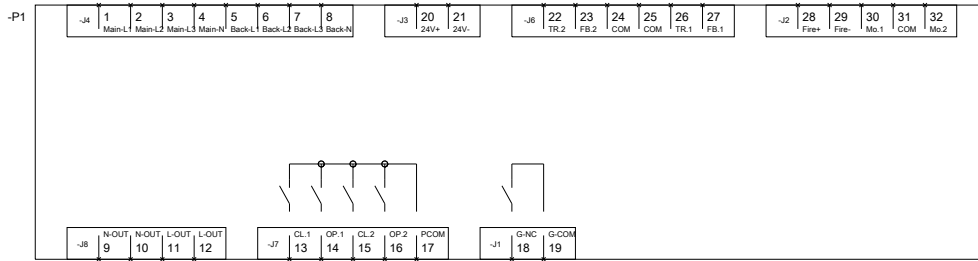 -P1
-J4 1 2 3 4 5 6 7 8 -J3 20 21 -J6 22 23 24 25 26 27 -J2 28 29 30 31 32
Main-L1 Main-L2 Main-L3 Main-N Back-L1 Back-L2 Back-L3 Back-N 24V+ 24V- TR.2 FB.2 COM COM TR.1 FB.1 Fire+ Fire- Mo.1 COM Mo.2
N-OUT N-OUT L-OUT L-OUT CL.1 OP.1 CL.2 OP.2 PCOM G-NC G-COM
-J8 9 10 11 12 -J7 13 14 15 16 17 -J1 18 19